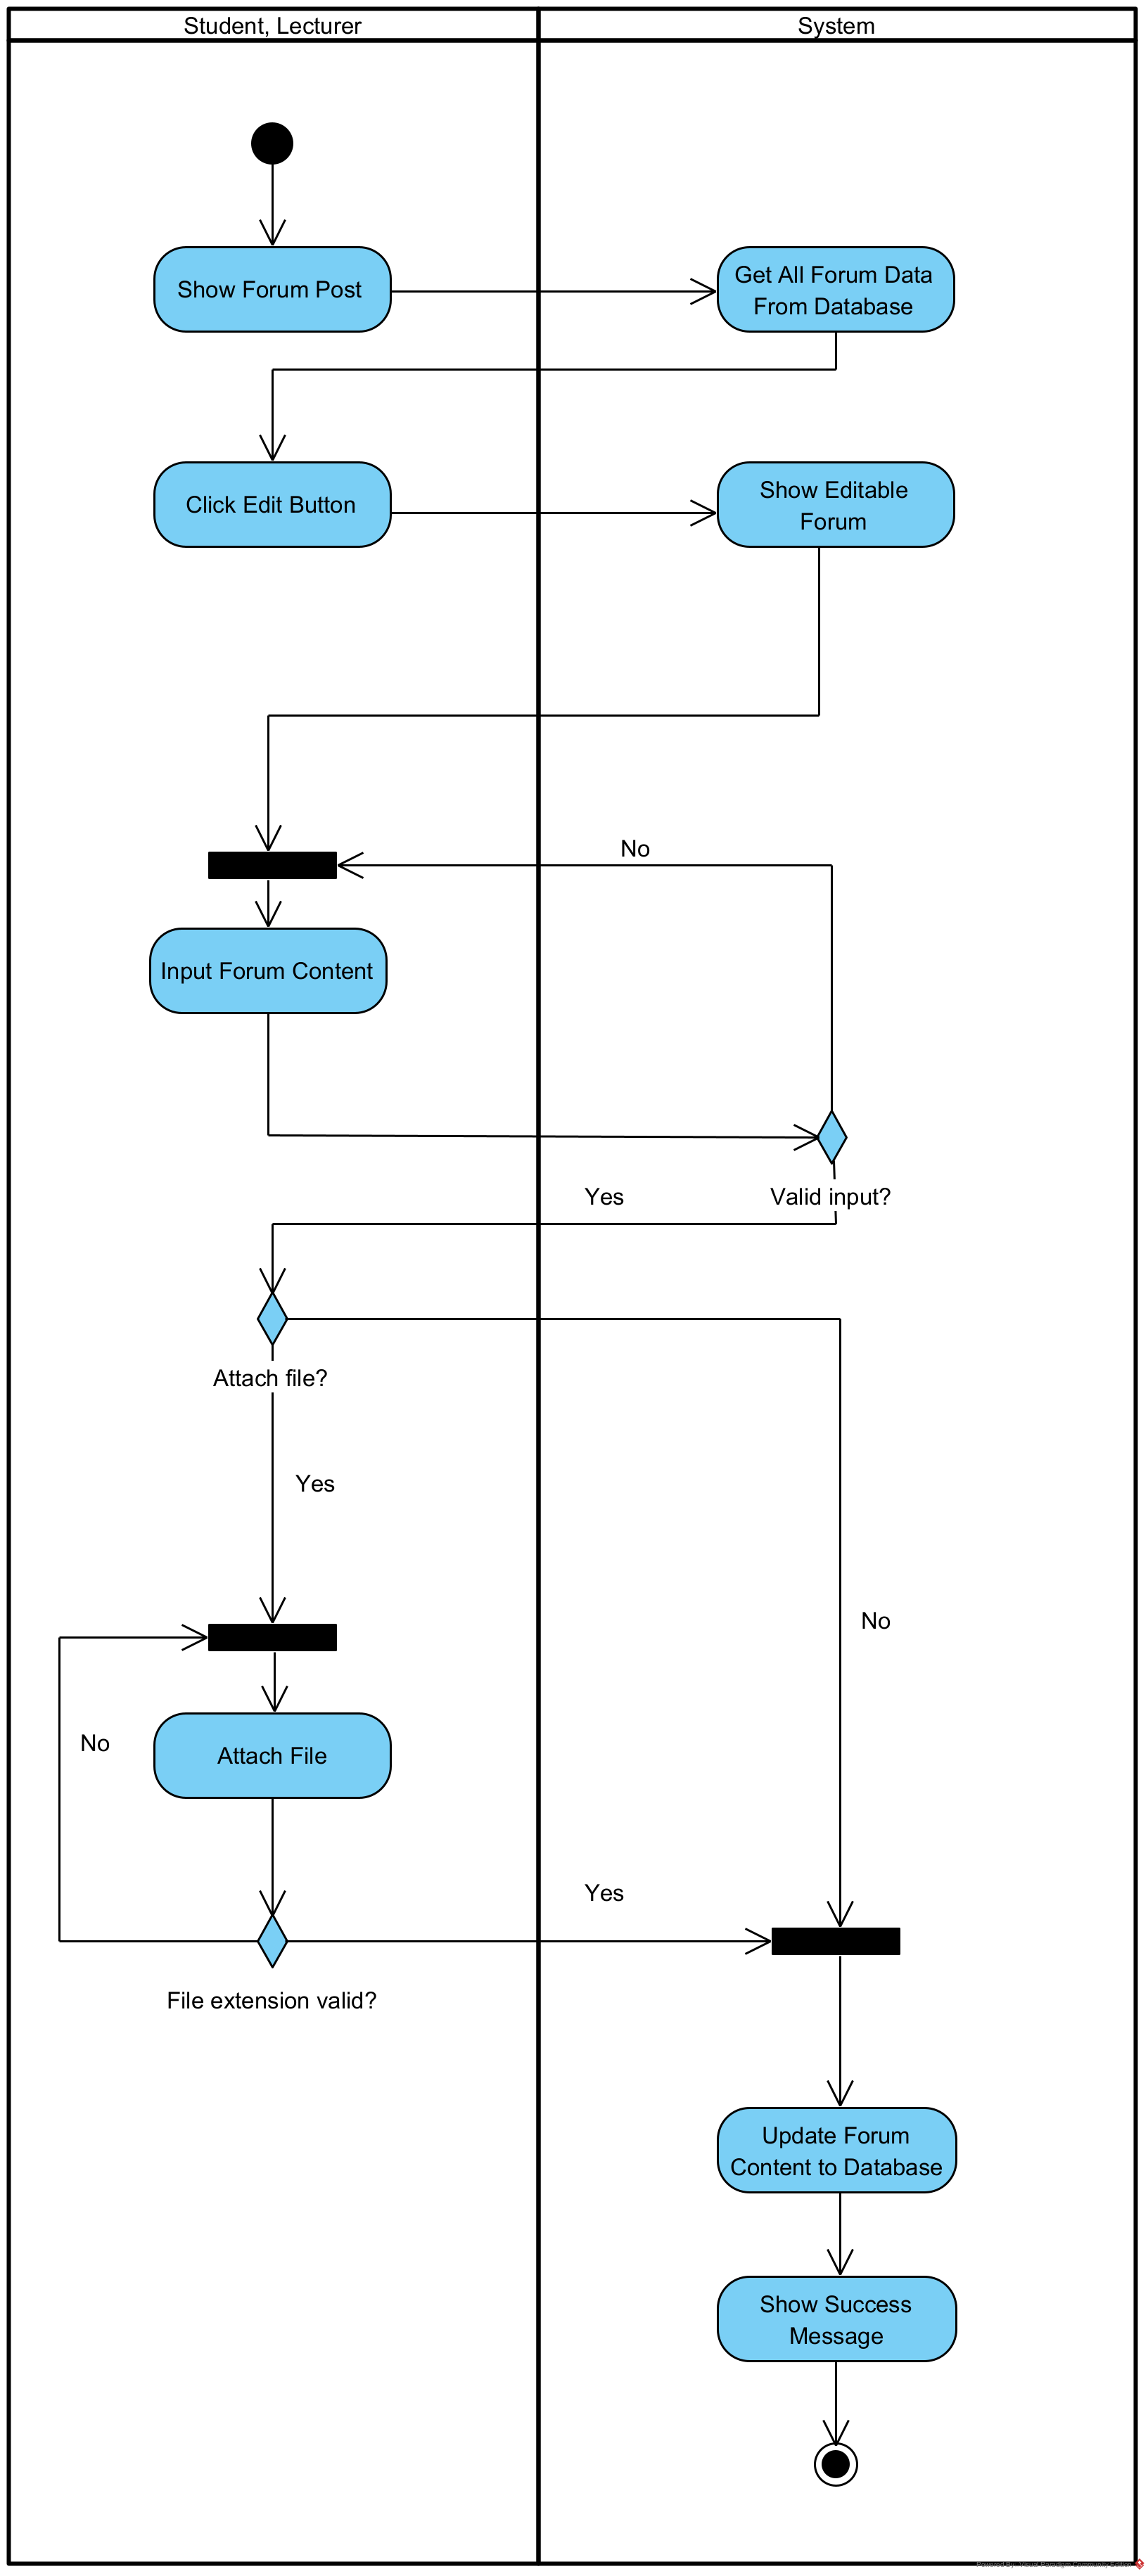 Student, Lecturer
System
Show Forum Post
Get All Forum Data
From Database
Click Edit Button
Show Editable
Forum
No
Input Forum Content
Yes
Valid input?
Attach file?
Yes
No
No
Attach File
Yes
File extension valid?
Update Forum
Content to Database
Show Success
Message